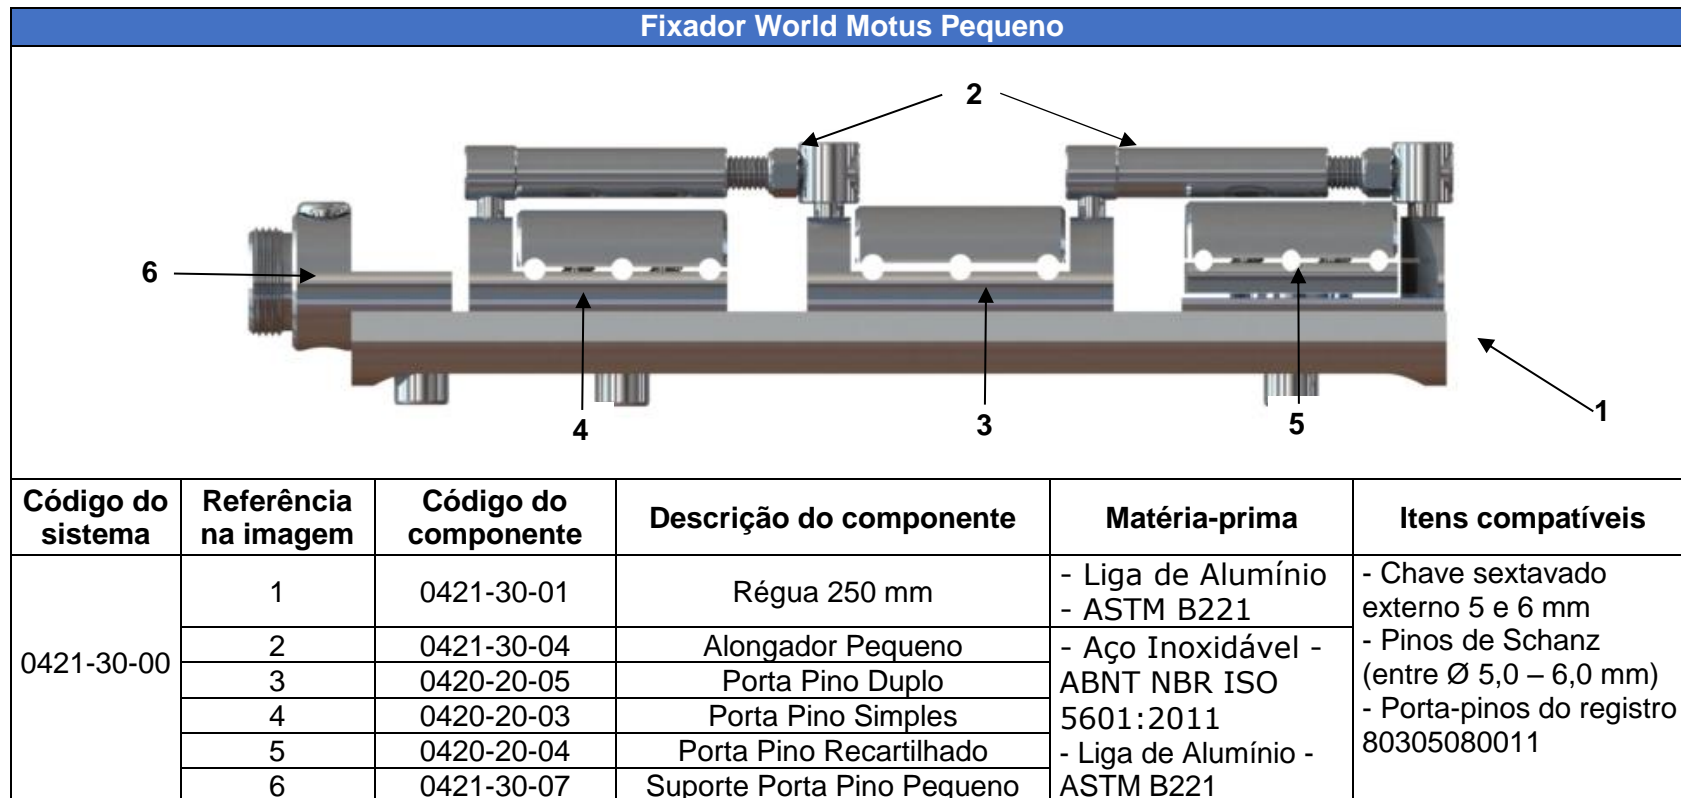 Fixador World Motus Pequeno
2
6
4
3
5
1
Código do sistema
Referência na imagem
Código do componente
Descrição do componente
Matéria-prima
Itens compatíveis
0421-30-00
1
0421-30-01
Régua 250 mm
- Liga de Alumínio
- ASTM B221
- Chave sextavado
externo 5 e 6 mm
- Pinos de Schanz
(entre Ø 5,0 – 6,0 mm)
- Porta-pinos do registro
80305080011
2
0421-30-04
Alongador Pequeno
- Aço Inoxidável -
ABNT NBR ISO
5601:2011
- Liga de Alumínio -
ASTM B221
3
0420-20-05
Porta Pino Duplo
4
0420-20-03
Porta Pino Simples
5
0420-20-04
Porta Pino Recartilhado
6
0421-30-07
Suporte Porta Pino Pequeno